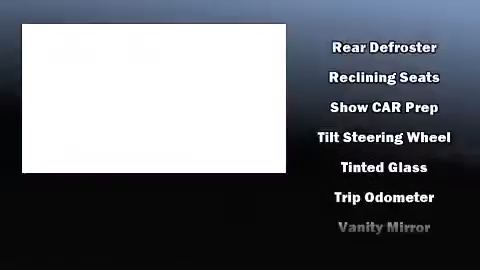 Rear Defroster
Reclining Seats
Show CAR Prep
Tilt Steering Wheel
Tinted Glass
Trip Odometer
Vanity Mirror